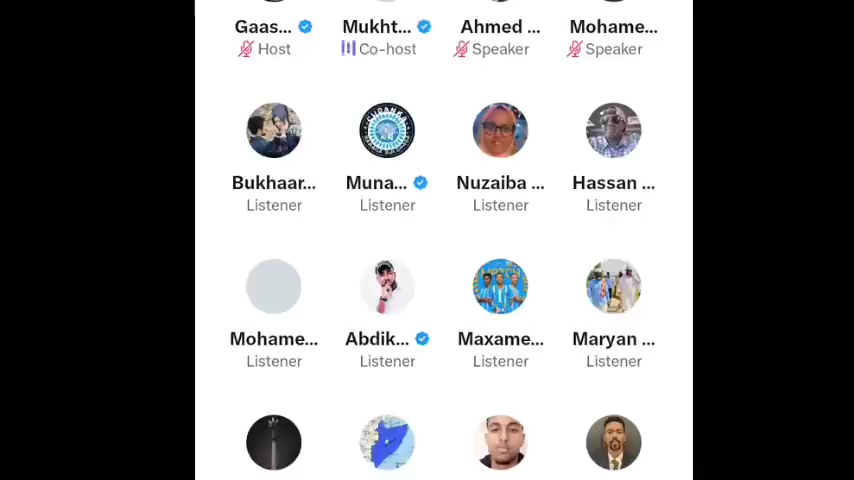 Gaas... Mukht... Ahmed ... Mohame...
Host Co-host Speaker Speaker
Bukhaar... Muna... Nuzaiba ... Hassan ...
Listener Listener Listener Listener
Mohame... Abdik... Maxame... Maryan ...
Listener Listener Listener Listener